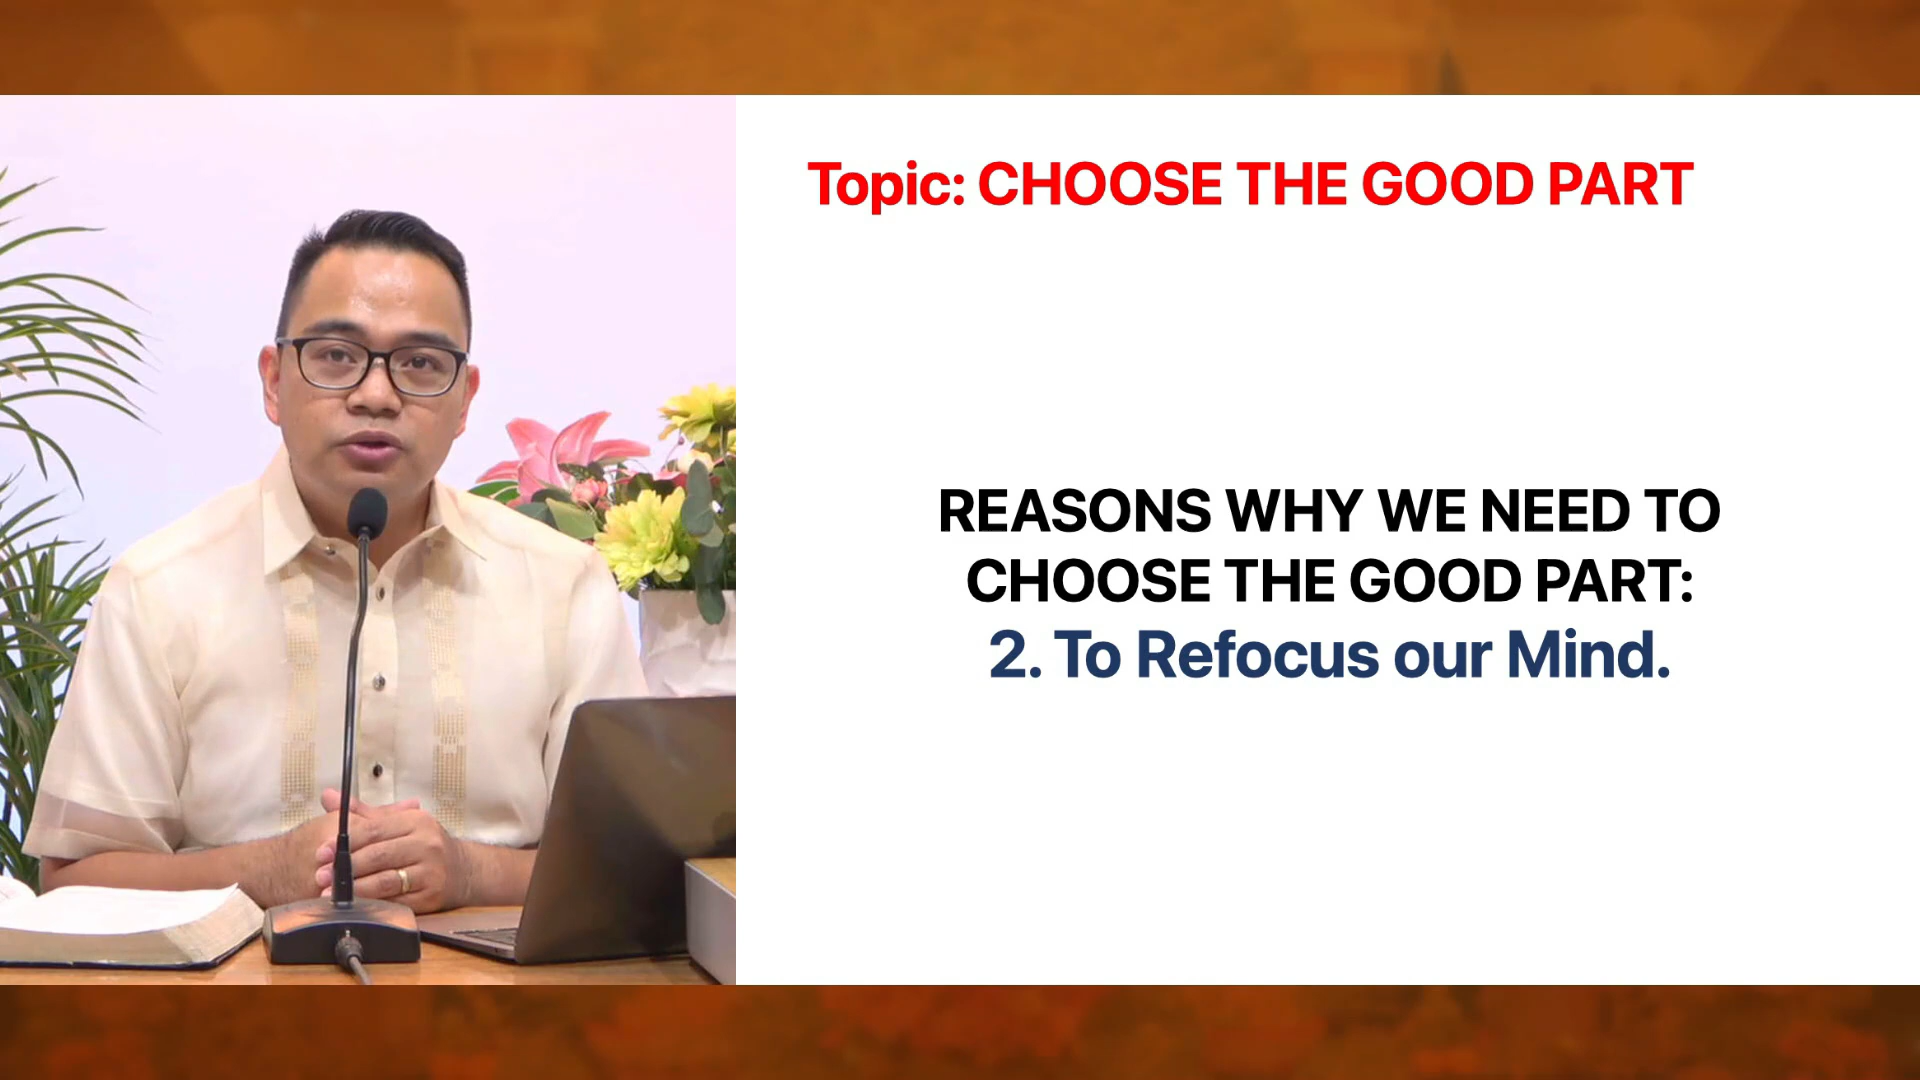 Topic: CHOOSE THE GOOD PART
REASONS WHY WE NEED TO
CHOOSE THE GOOD PART:
2. To Refocus our Mind.